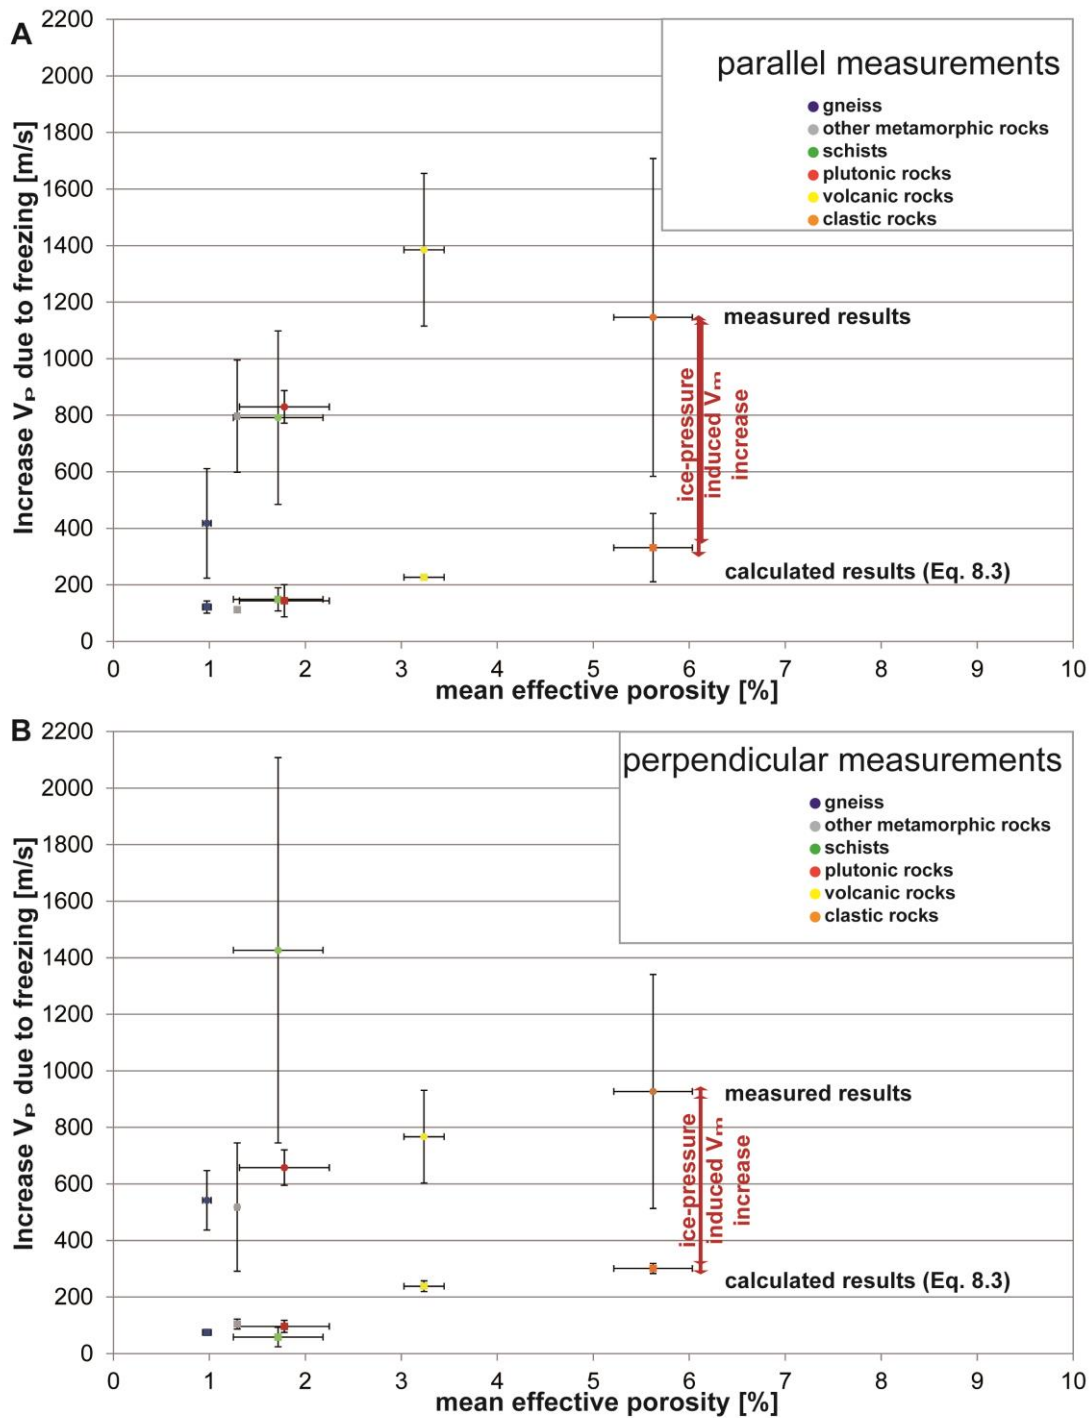 A
2200
2000
1800
1600
1400
1200
1000
800
600
400
200
0
Increase VP due to freezing [m/s]
parallel measurements
gneiss
other metamorphic rocks
schists
plutonic rocks
volcanic rocks
clastic rocks
measured results
ice-pressure
induced Vm
increase
calculated results (Eq. 8.3)
0 1 2 3 4 5 6 7 8 9 10
mean effective porosity [%]
B
2200
2000
1800
1600
1400
1200
1000
800
600
400
200
0
Increase VP due to freezing [m/s]
perpendicular measurements
gneiss
other metamorphic rocks
schists
plutonic rocks
volcanic rocks
clastic rocks
measured results
ice-pressure
induced Vm
increase
calculated results (Eq. 8.3)
0 1 2 3 4 5 6 7 8 9 10
mean effective porosity [%]